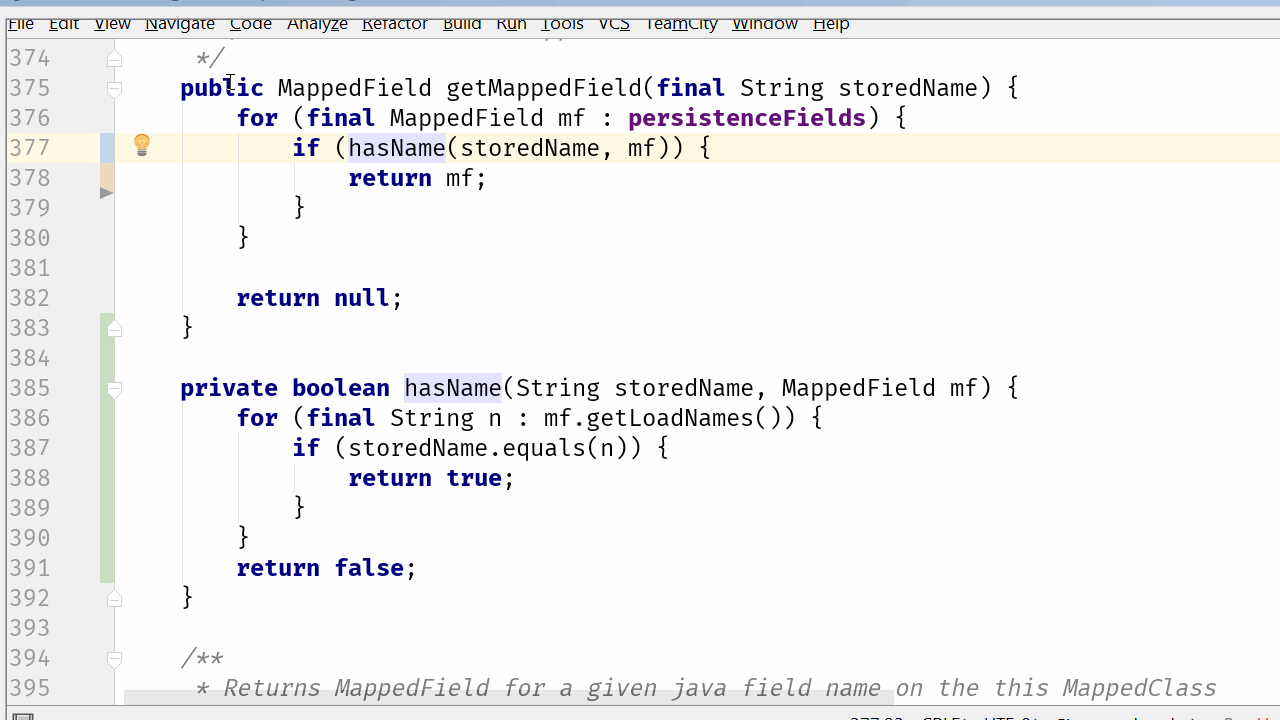 File Edit View Navigate Code Analyze Refactor Build Run Tools VCS TeamCity Window Help
374 */
375 public MappedField getMappedField(final String storedName) {
376 for (final MappedField mf : persistenceFields) {
377 if (hasName(storedName, mf)) {
378 return mf;
379 }
380 }
381
382 return null;
383 }
384
385 private boolean hasName(String storedName, MappedField mf) {
386 for (final String n : mf.getLoadNames()) {
387 if (storedName.equals(n)) {
388 return true;
389 }
390 }
391 return false;
392 }
393
394 /**
395 * Returns MappedField for a given java field name on the this MappedClass